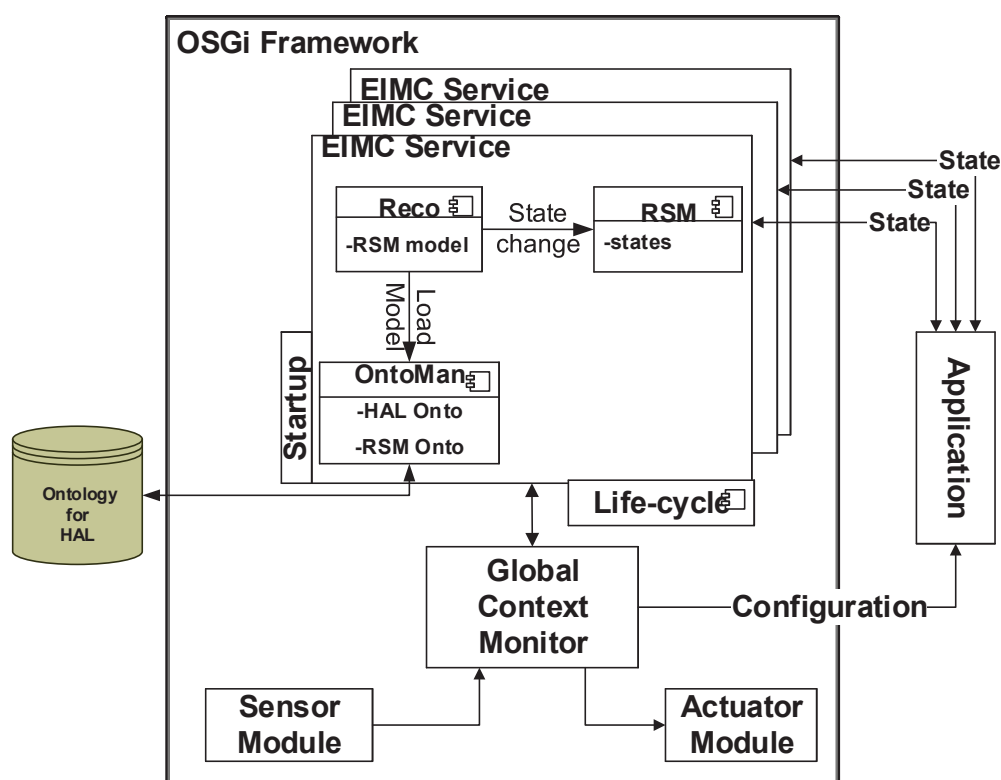 OSGi Framework
EIMC Service
EIMC Service
EIMC Service
State
State
State
Reco
-RSM model
State
change
RSM
-states
Load
Model
Startup
OntoMan
-HAL Onto
-RSM Onto
Application
Ontology
for
HAL
Life-cycle
Global
Context
Monitor
Configuration
Sensor
Module
Actuator
Module